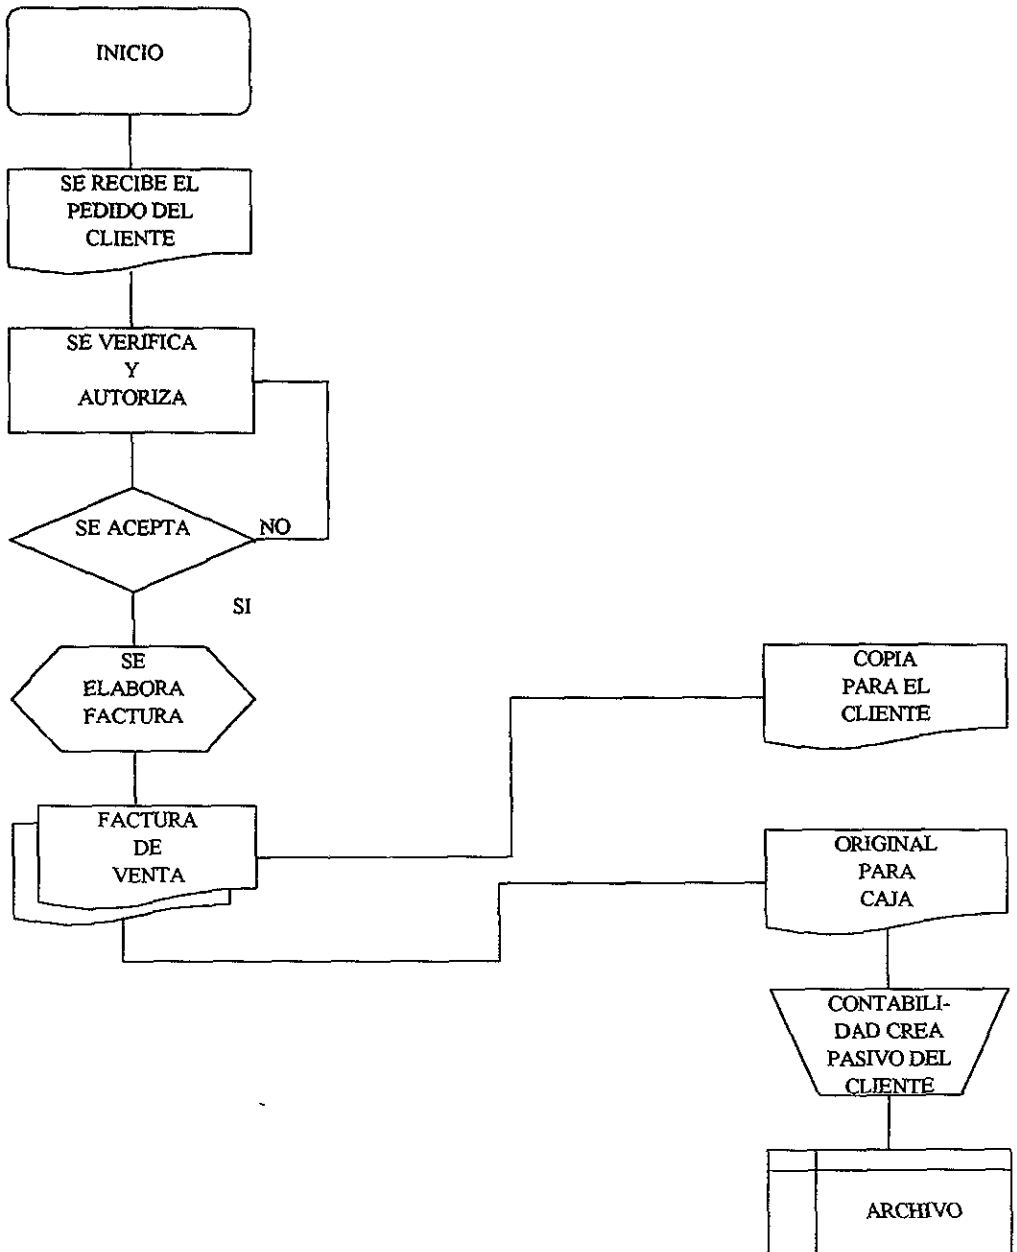 INICIO
SE RECIBE EL
PEDIDO DEL
CLIENTE
SE VERIFICA
Y
AUTORIZA
SE ACEPTA
NO
SI
SE
ELABORA
FACTURA
FACTURA
DE
VENTA
COPIA
PARA EL
CLIENTE
ORIGINAL
PARA
CAJA
CONTABILI-
DAD CREA
PASIVO DEL
CLIENTE
ARCHIVO